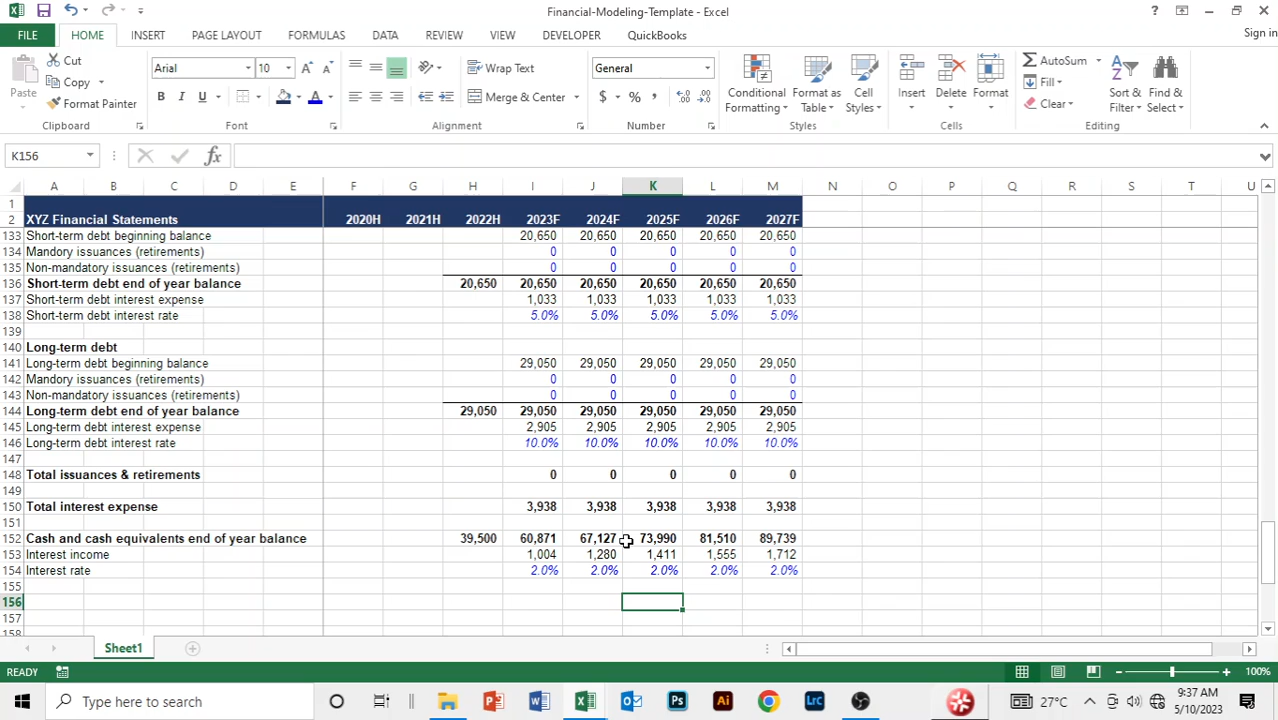 Financial-Modeling-Template - Excel
Sign in
FILE HOME INSERT PAGE LAYOUT FORMULAS DATA REVIEW VIEW DEVELOPER QuickBooks
Paste
Cut
Copy
Format Painter
Clipboard
Arial 10
B I U
Font
Wrap Text
Merge & Center
Alignment
General
$ % ,
Number
Conditional Formatting
Format as Table
Cell Styles
Styles
Insert Delete Format
Cells
AutoSum
Fill
Clear
Sort & Filter
Find & Select
Editing
K156 fx
A B C D E F G H I J K L M N O P Q R S T U
1
2 XYZ Financial Statements 2020H 2021H 2022H 2023F 2024F 2025F 2026F 2027F
133 Short-term debt beginning balance 20,650 20,650 20,650 20,650 20,650
134 Mandory issuances (retirements) 0 0 0 0 0
135 Non-mandatory issuances (retirements) 0 0 0 0 0
136 Short-term debt end of year balance 20,650 20,650 20,650 20,650 20,650 20,650
137 Short-term debt interest expense 1,033 1,033 1,033 1,033 1,033
138 Short-term debt interest rate 5.0% 5.0% 5.0% 5.0% 5.0%
139
140 Long-term debt
141 Long-term debt beginning balance 29,050 29,050 29,050 29,050 29,050
142 Mandory issuances (retirements) 0 0 0 0 0
143 Non-mandatory issuances (retirements) 0 0 0 0 0
144 Long-term debt end of year balance 29,050 29,050 29,050 29,050 29,050 29,050
145 Long-term debt interest expense 2,905 2,905 2,905 2,905 2,905
146 Long-term debt interest rate 10.0% 10.0% 10.0% 10.0% 10.0%
147
148 Total issuances & retirements 0 0 0 0 0
149
150 Total interest expense 3,938 3,938 3,938 3,938 3,938
151
152 Cash and cash equivalents end of year balance 39,500 60,871 67,127 73,990 81,510 89,739
153 Interest income 1,004 1,280 1,411 1,555 1,712
154 Interest rate 2.0% 2.0% 2.0% 2.0% 2.0%
155
156
157
158
Sheet1
READY 100%
Type here to search
27°C
9:37 AM
5/10/2023